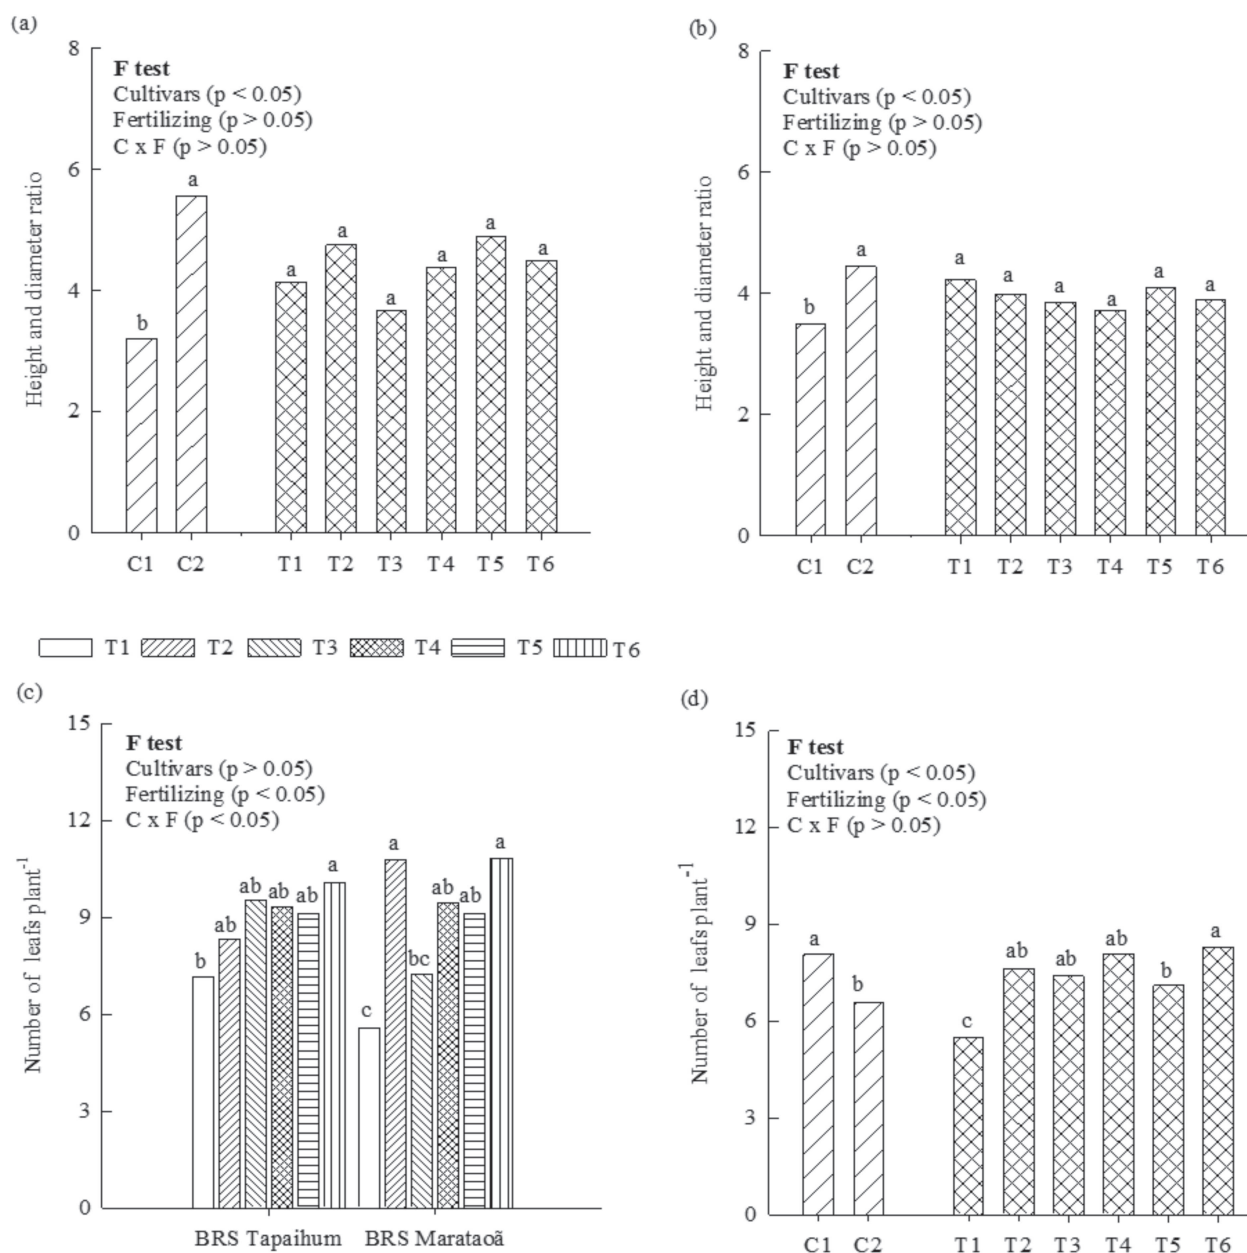 (a)
8
6
4
2
0
Height and diameter ratio
F test
Cultivars (p < 0.05)
Fertilizing (p > 0.05)
C x F (p > 0.05)
b
a
a
a
a
a
a
a
C1 C2 T1 T2 T3 T4 T5 T6
(b)
8
6
4
2
0
Height and diameter ratio
F test
Cultivars (p < 0.05)
Fertilizing (p > 0.05)
C x F (p > 0.05)
b
a
a
a
a
a
a
a
C1 C2 T1 T2 T3 T4 T5 T6
T1 T2 T3 T4 T5 T6
(c)
15
12
9
6
3
0
Number of leafs plant-1
F test
Cultivars (p > 0.05)
Fertilizing (p < 0.05)
C x F (p < 0.05)
b
ab
ab
ab
ab
a
c
a
bc
ab
ab
a
BRS Tapaihum BRS Marataoã
(d)
15
12
9
6
3
0
Number of leafs plant-1
F test
Cultivars (p < 0.05)
Fertilizing (p < 0.05)
C x F (p > 0.05)
a
b
c
ab
ab
ab
b
a
C1 C2 T1 T2 T3 T4 T5 T6